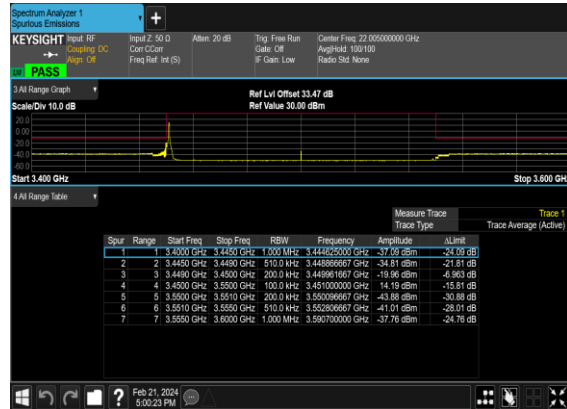 Spectrum Analyzer 1
Spurious Emissions
KEYSIGHT Input: RF Input Z: 50 Ω Atten: 20 dB Trig: Free Run Center Freq: 22.005000000 GHz
Coupling: DC Corr CCorr Gate: Off Avg|Hold: 100/100
Align: Off Freq Ref: Int (S) IF Gain: Low Radio Std: None
PASS
3 All Range Graph
Ref Lvl Offset 33.47 dB
Scale/Div 10.0 dB Ref Value 30.00 dBm
20.0
0.00
-20.0
-40.0
-60.0
Start 3.400 GHz Stop 3.600 GHz
4 All Range Table
Measure Trace Trace 1
Trace Type Trace Average (Active)
Spur Range Start Freq Stop Freq RBW Frequency Amplitude ΔLimit
1 1 3.4000 GHz 3.4450 GHz 1.000 MHz 3.444625000 GHz -37.09 dBm -24.09 dB
2 2 3.4450 GHz 3.4490 GHz 510.0 kHz 3.448866667 GHz -34.81 dBm -21.81 dB
3 3 3.4490 GHz 3.4500 GHz 200.0 kHz 3.449961667 GHz -19.96 dBm -6.963 dB
4 4 3.4500 GHz 3.5500 GHz 100.0 kHz 3.451000000 GHz 14.19 dBm -15.81 dB
5 5 3.5500 GHz 3.5510 GHz 200.0 kHz 3.550096667 GHz -43.88 dBm -30.88 dB
6 6 3.5510 GHz 3.5550 GHz 510.0 kHz 3.552806667 GHz -41.01 dBm -28.01 dB
7 7 3.5550 GHz 3.6000 GHz 1.000 MHz 3.590700000 GHz -37.76 dBm -24.76 dB
? Feb 21, 2024
5:00:23 PM